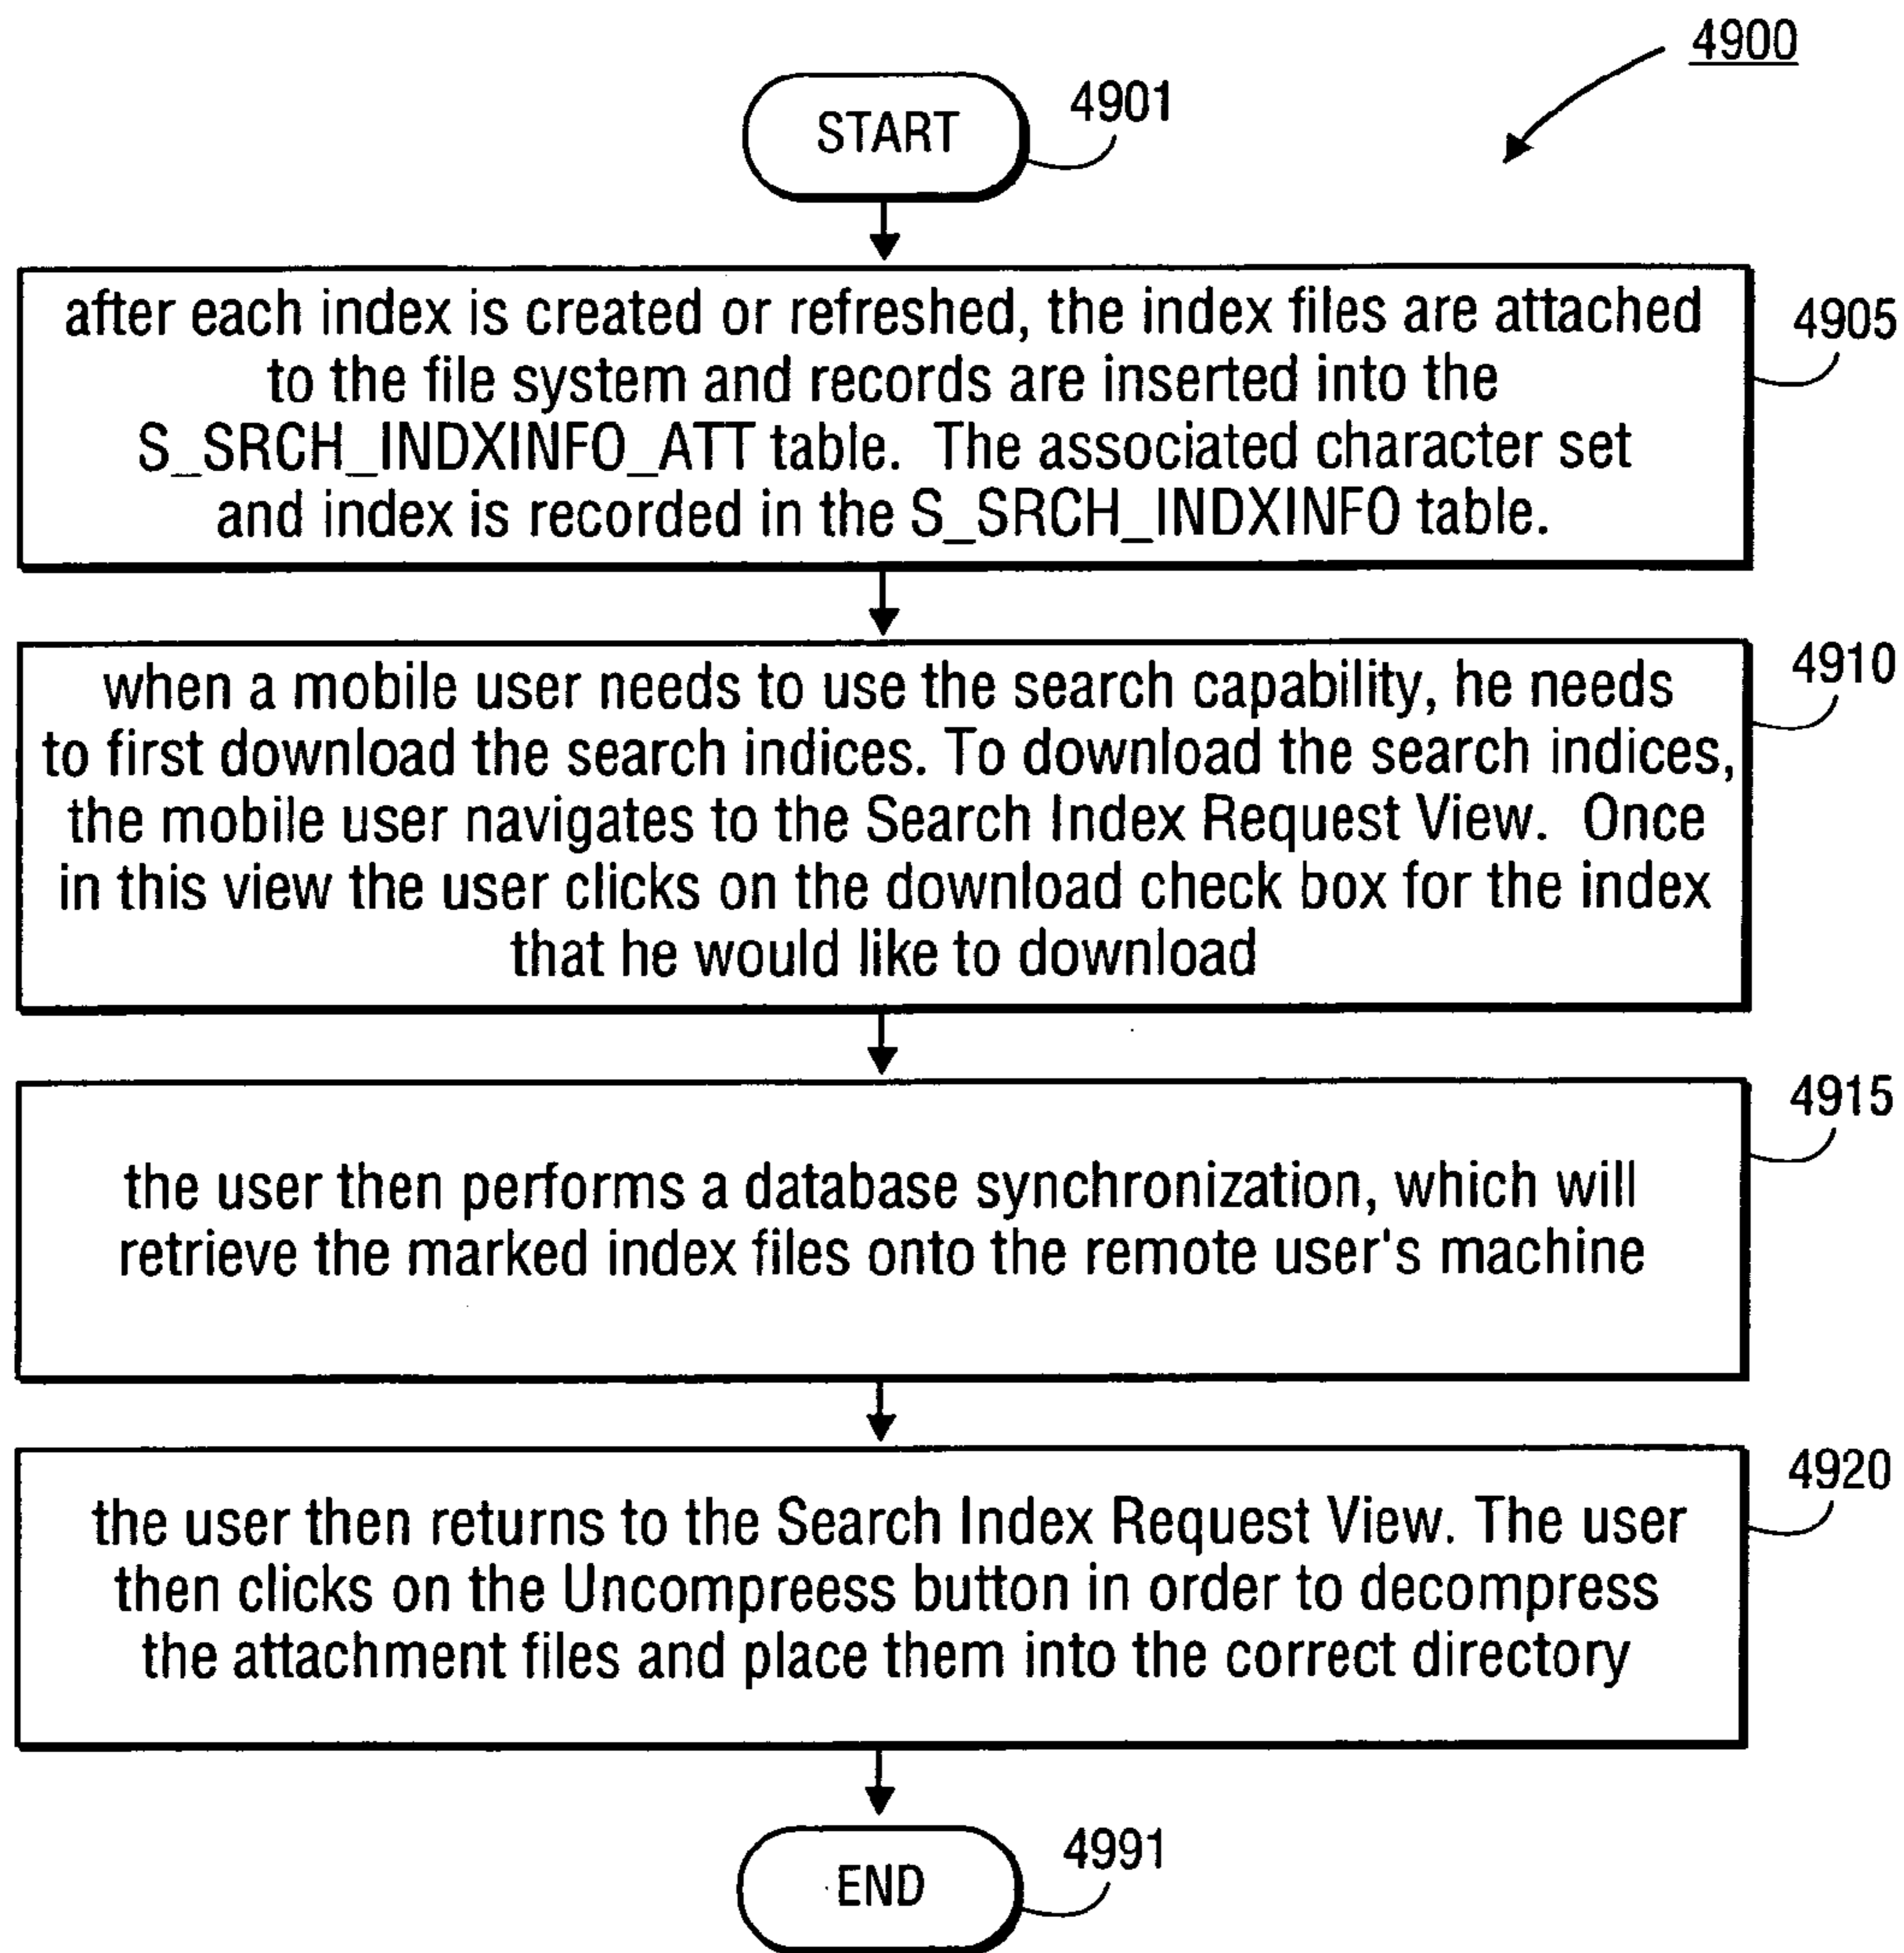 4900
START
4901
after each index is created or refreshed, the index files are attached
to the file system and records are inserted into the
S_SRCH_INDXINFO_ATT table. The associated character set
and index is recorded in the S_SRCH_INDXINFO table.
4905
when a mobile user needs to use the search capability, he needs
to first download the search indices. To download the search indices,
the mobile user navigates to the Search Index Request View. Once
in this view the user clicks on the download check box for the index
that he would like to download
4910
the user then performs a database synchronization, which will
retrieve the marked index files onto the remote user's machine
4915
the user then returns to the Search Index Request View. The user
then clicks on the Uncompreess button in order to decompress
the attachment files and place them into the correct directory
4920
END
4991